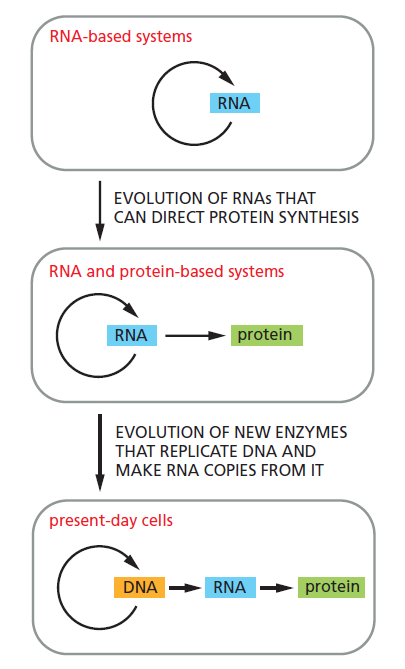 RNA-based systems
RNA
EVOLUTION OF RNAs THAT
CAN DIRECT PROTEIN SYNTHESIS
RNA and protein-based systems
RNA protein
EVOLUTION OF NEW ENZYMES
THAT REPLICATE DNA AND
MAKE RNA COPIES FROM IT
present-day cells
DNA RNA protein